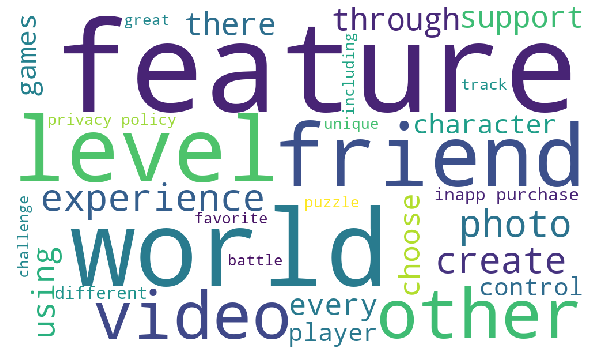 great
games
there
through
support
feature
including
track
privacy policy
unique
character
level
friend
experience
inapp purchase
challenge
favorite
puzzle
choose
photo
world
battle
create
using
different
control
video
every
player
other